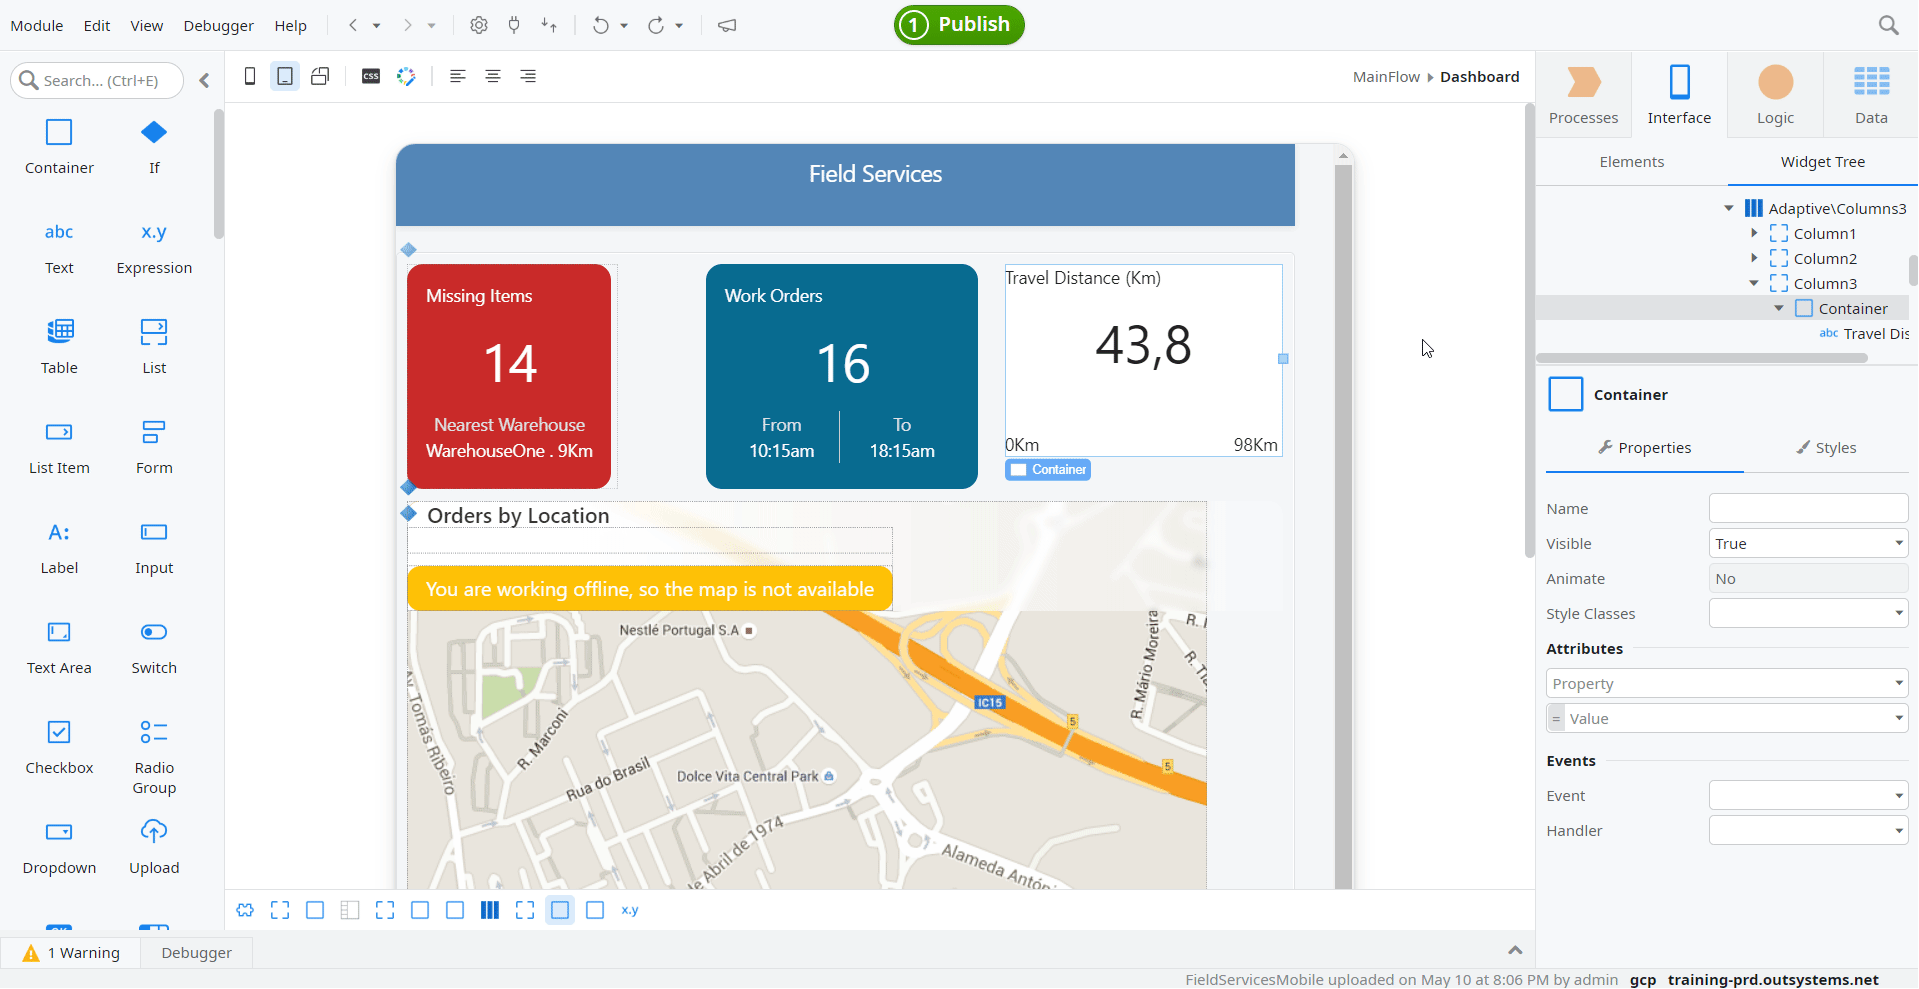 Module Edit View Debugger Help
1 Publish
Search... (Ctrl+E)
css
MainFlow Dashboard
Processes Interface Logic Data
Container If
abc x.y
Text Expression
Table List
List Item Form
A:
Label Input
Text Area Switch
Checkbox Radio
Group
Dropdown Upload
Field Services
Missing Items
14
Nearest Warehouse
WarehouseOne . 9Km
Work Orders
16
From To
10:15am 18:15am
Travel Distance (Km)
43,8
0Km 98Km
Container
Orders by Location
You are working offline, so the map is not available
Nestlé Portugal S.A
Av. Tomás Ribeiro
R. Marconi
Rua do Brasil
Dolce Vita Central Park
IC15
5
5
R. Mário Moreira
Alameda Antón
de Abril de 1974
x.y
Elements Widget Tree
Adaptive\Columns3
Column1
Column2
Column3
Container
abc Travel Dis
Container
Properties Styles
Name
Visible True
Animate No
Style Classes
Attributes
Property
= Value
Events
Event
Handler
1 Warning Debugger
FieldServicesMobile uploaded on May 10 at 8:06 PM by admin gcp training-prd.outsystems.net